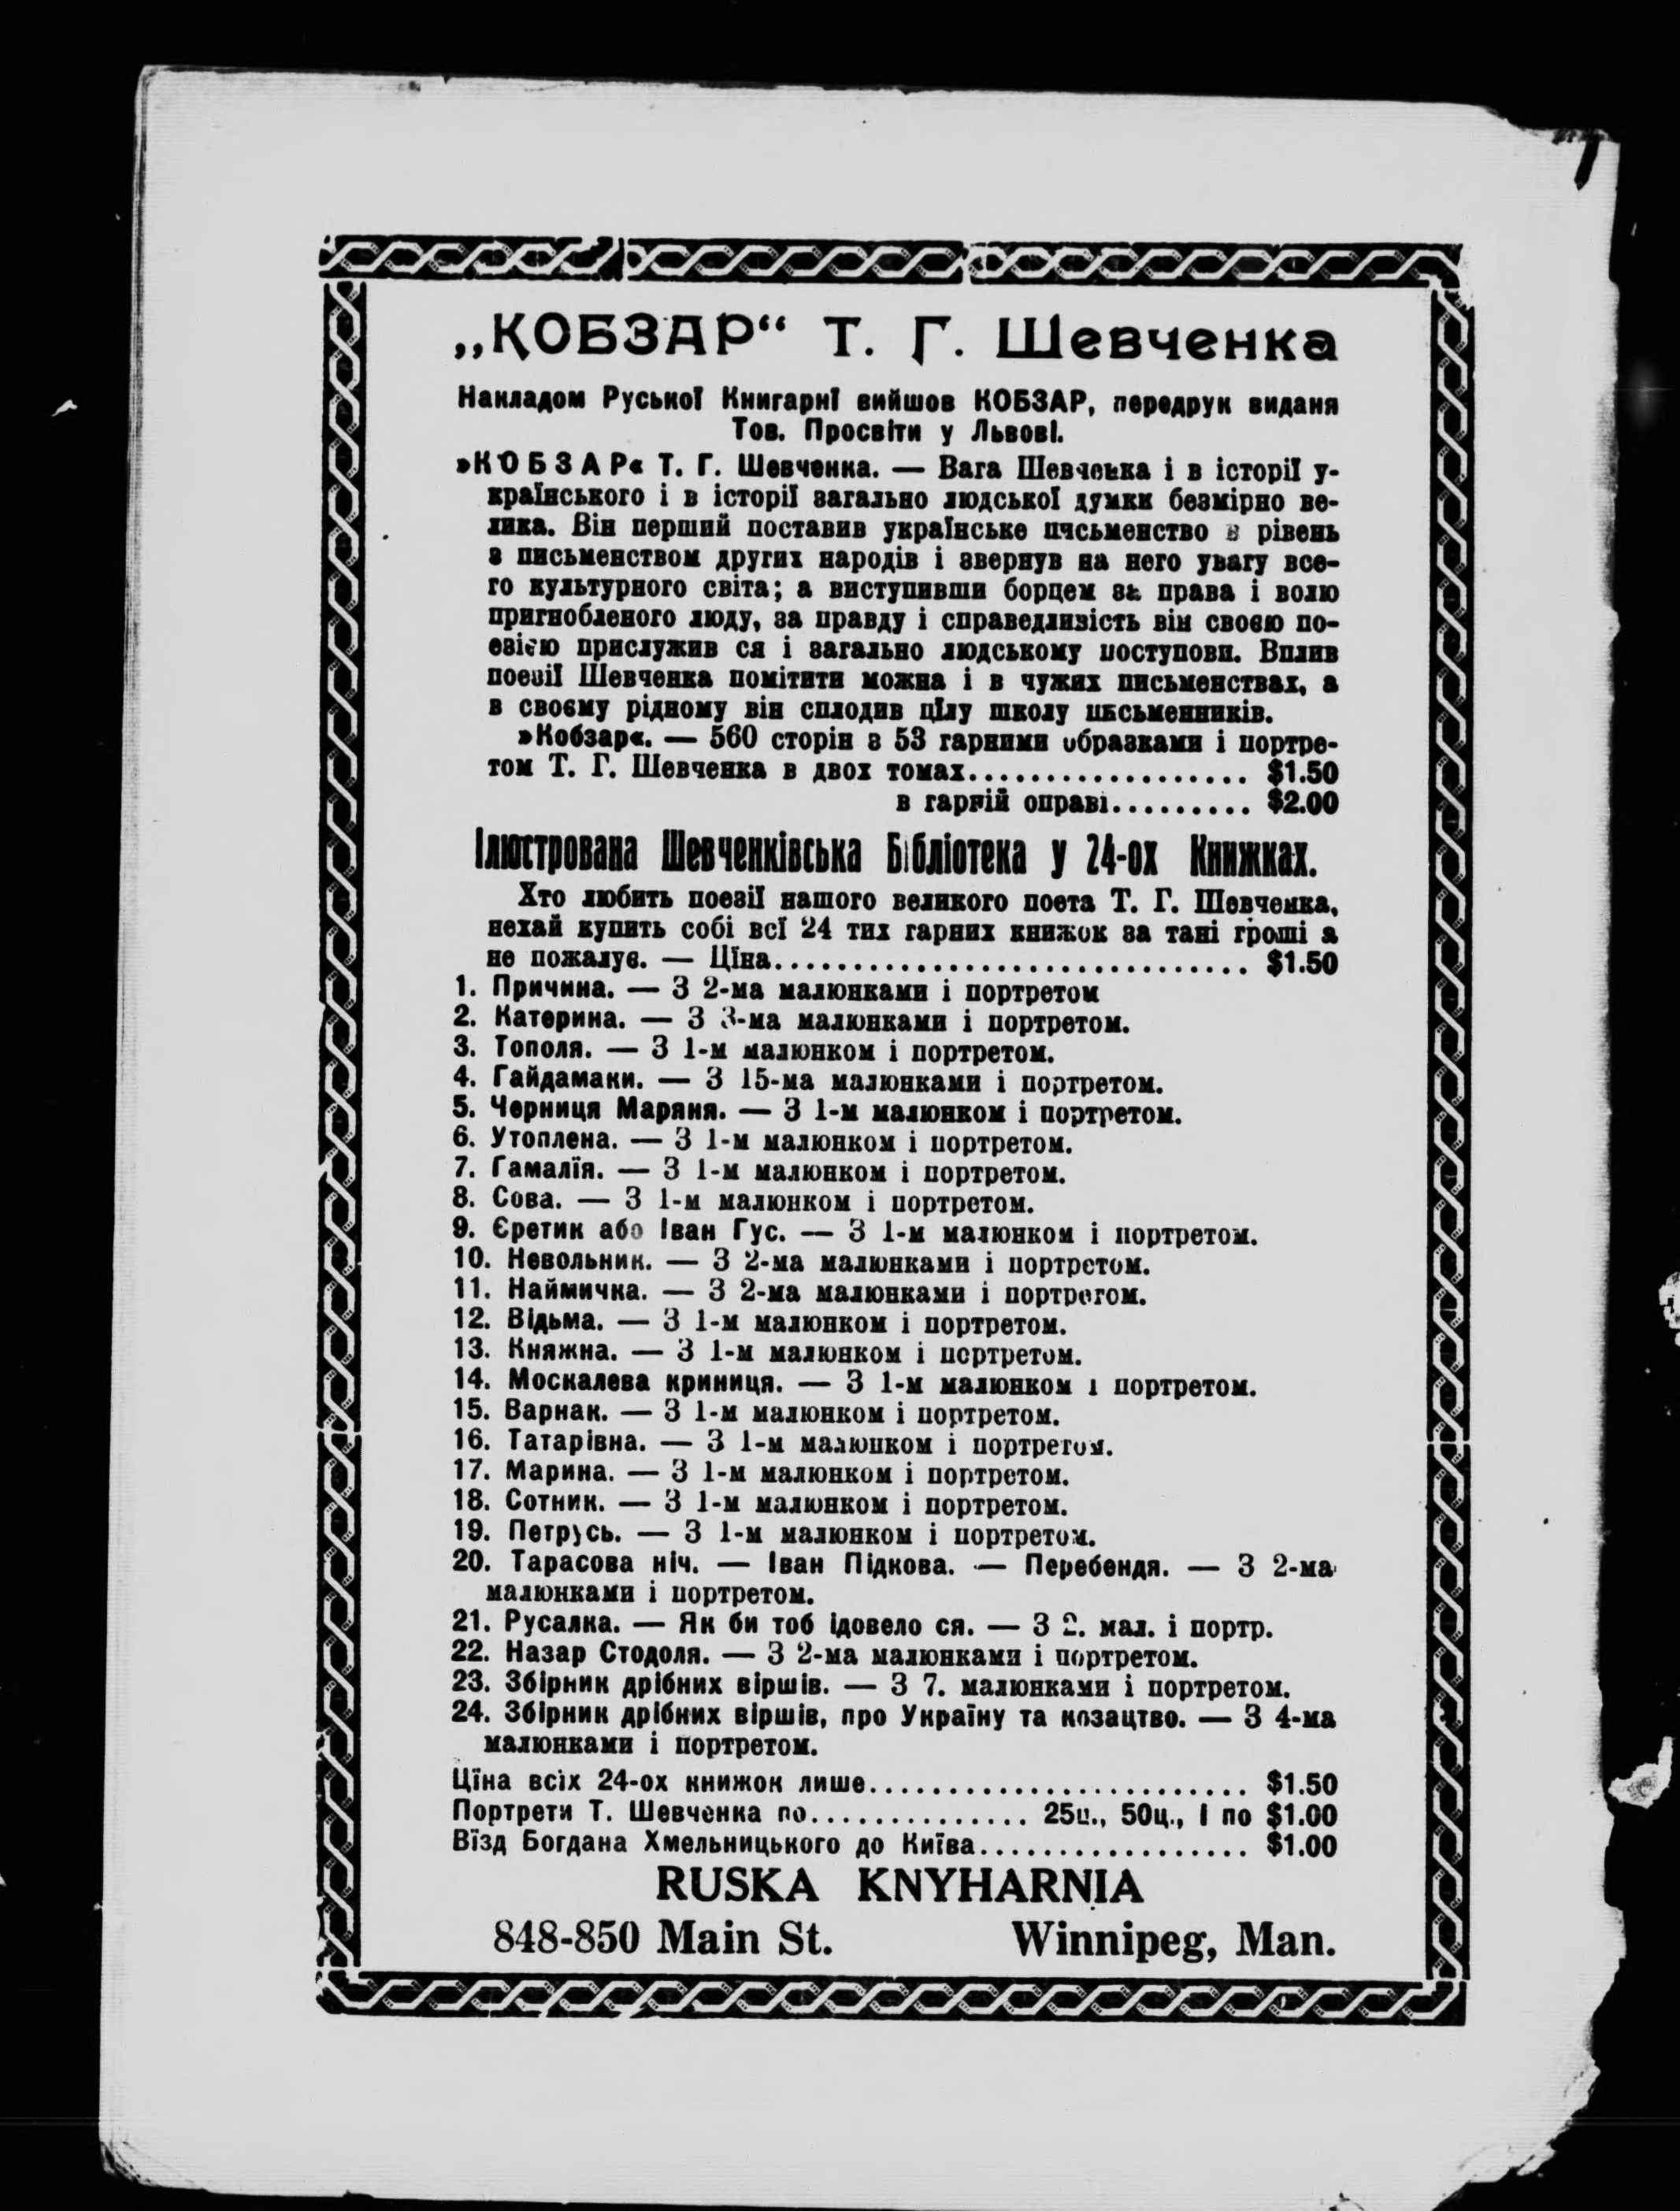 „КОБЗАР“ Т. Г. Шевченка
Накладом Руської Книгарнї вийшов КОБЗАР, передрук виданя
Тов. Просвіти у Львові.
»КОБЗАР« Т. Г. Шевченка. — Вага Шевченка і в історії у-
країнського і в історії загально людської думки безмірно ве-
лика. Він перший поставив українське письменство в рівень
з письменством других народів і звернув на него увагу все-
го культурного світа; а виступивши борцем за права і волю
пригнобленого люду, за правду і справедливість він своєю по-
езією прислужив ся і загально людському поступови. Вплив
поезії Шевченка помітити можна і в чужих письменствах, а
в своєму рідному він сплодив цїлу школу письменників.
»Кобзар«. — 560 сторін з 53 гарними образками і портре-
том Т. Г. Шевченка в двох томах.................. $1.50
в гарній оправі......... $2.00
Ілюстрована Шевченківська Бібліотека у 24-ох Книжках.
Хто любить поезії нашого великого поета Т. Г. Шевченка,
нехай купить собі всї 24 тих гарних книжок за тані гроші а
не пожалує. — Цїна.............................. $1.50
1. Причина. — З 2-ма малюнками і портретом
2. Катерина. — З 3-ма малюнками і портретом.
3. Тополя. — З 1-м малюнком і портретом.
4. Гайдамаки. — З 15-ма малюнками і портретом.
5. Черниця Маряня. — З 1-м малюнком і портретом.
6. Утоплена. — З 1-м малюнком і портретом.
7. Гамалїя. — З 1-м малюнком і портретом.
8. Сова. — З 1-м малюнком і портретом.
9. Єретик або Іван Гус. — З 1-м малюнком і портретом.
10. Невольник. — З 2-ма малюнками і портретом.
11. Наймичка. — З 2-ма малюнками і портретом.
12. Відьма. — З 1-м малюнком і портретом.
13. Княжна. — З 1-м малюнком і портретом.
14. Москалева криниця. — З 1-м малюнком і портретом.
15. Варнак. — З 1-м малюнком і портретом.
16. Татарівна. — З 1-м малюнком і портретом.
17. Марина. — З 1-м малюнком і портретом.
18. Сотник. — З 1-м малюнком і портретом.
19. Петрусь. — З 1-м малюнком і портретом.
20. Тарасова ніч. — Іван Підкова. — Перебендя. — З 2-ма
малюнками і портретом.
21. Русалка. — Як би тоб ідовело ся. — З 2. мал. і портр.
22. Назар Стодоля. — З 2-ма малюнками і портретом.
23. Збірник дрібних віршів. — З 7. малюнками і портретом.
24. Збірник дрібних віршів, про Україну та козацтво. — З 4-ма
малюнками і портретом.
Цїна всіх 24-ох книжок лише........................ $1.50
Портрети Т. Шевченка по.............. 25ц., 50ц., і по $1.00
Візд Богдана Хмельницького до Київа................. $1.00
RUSKA KNYHARNIA
848-850 Main St. Winnipeg, Man.